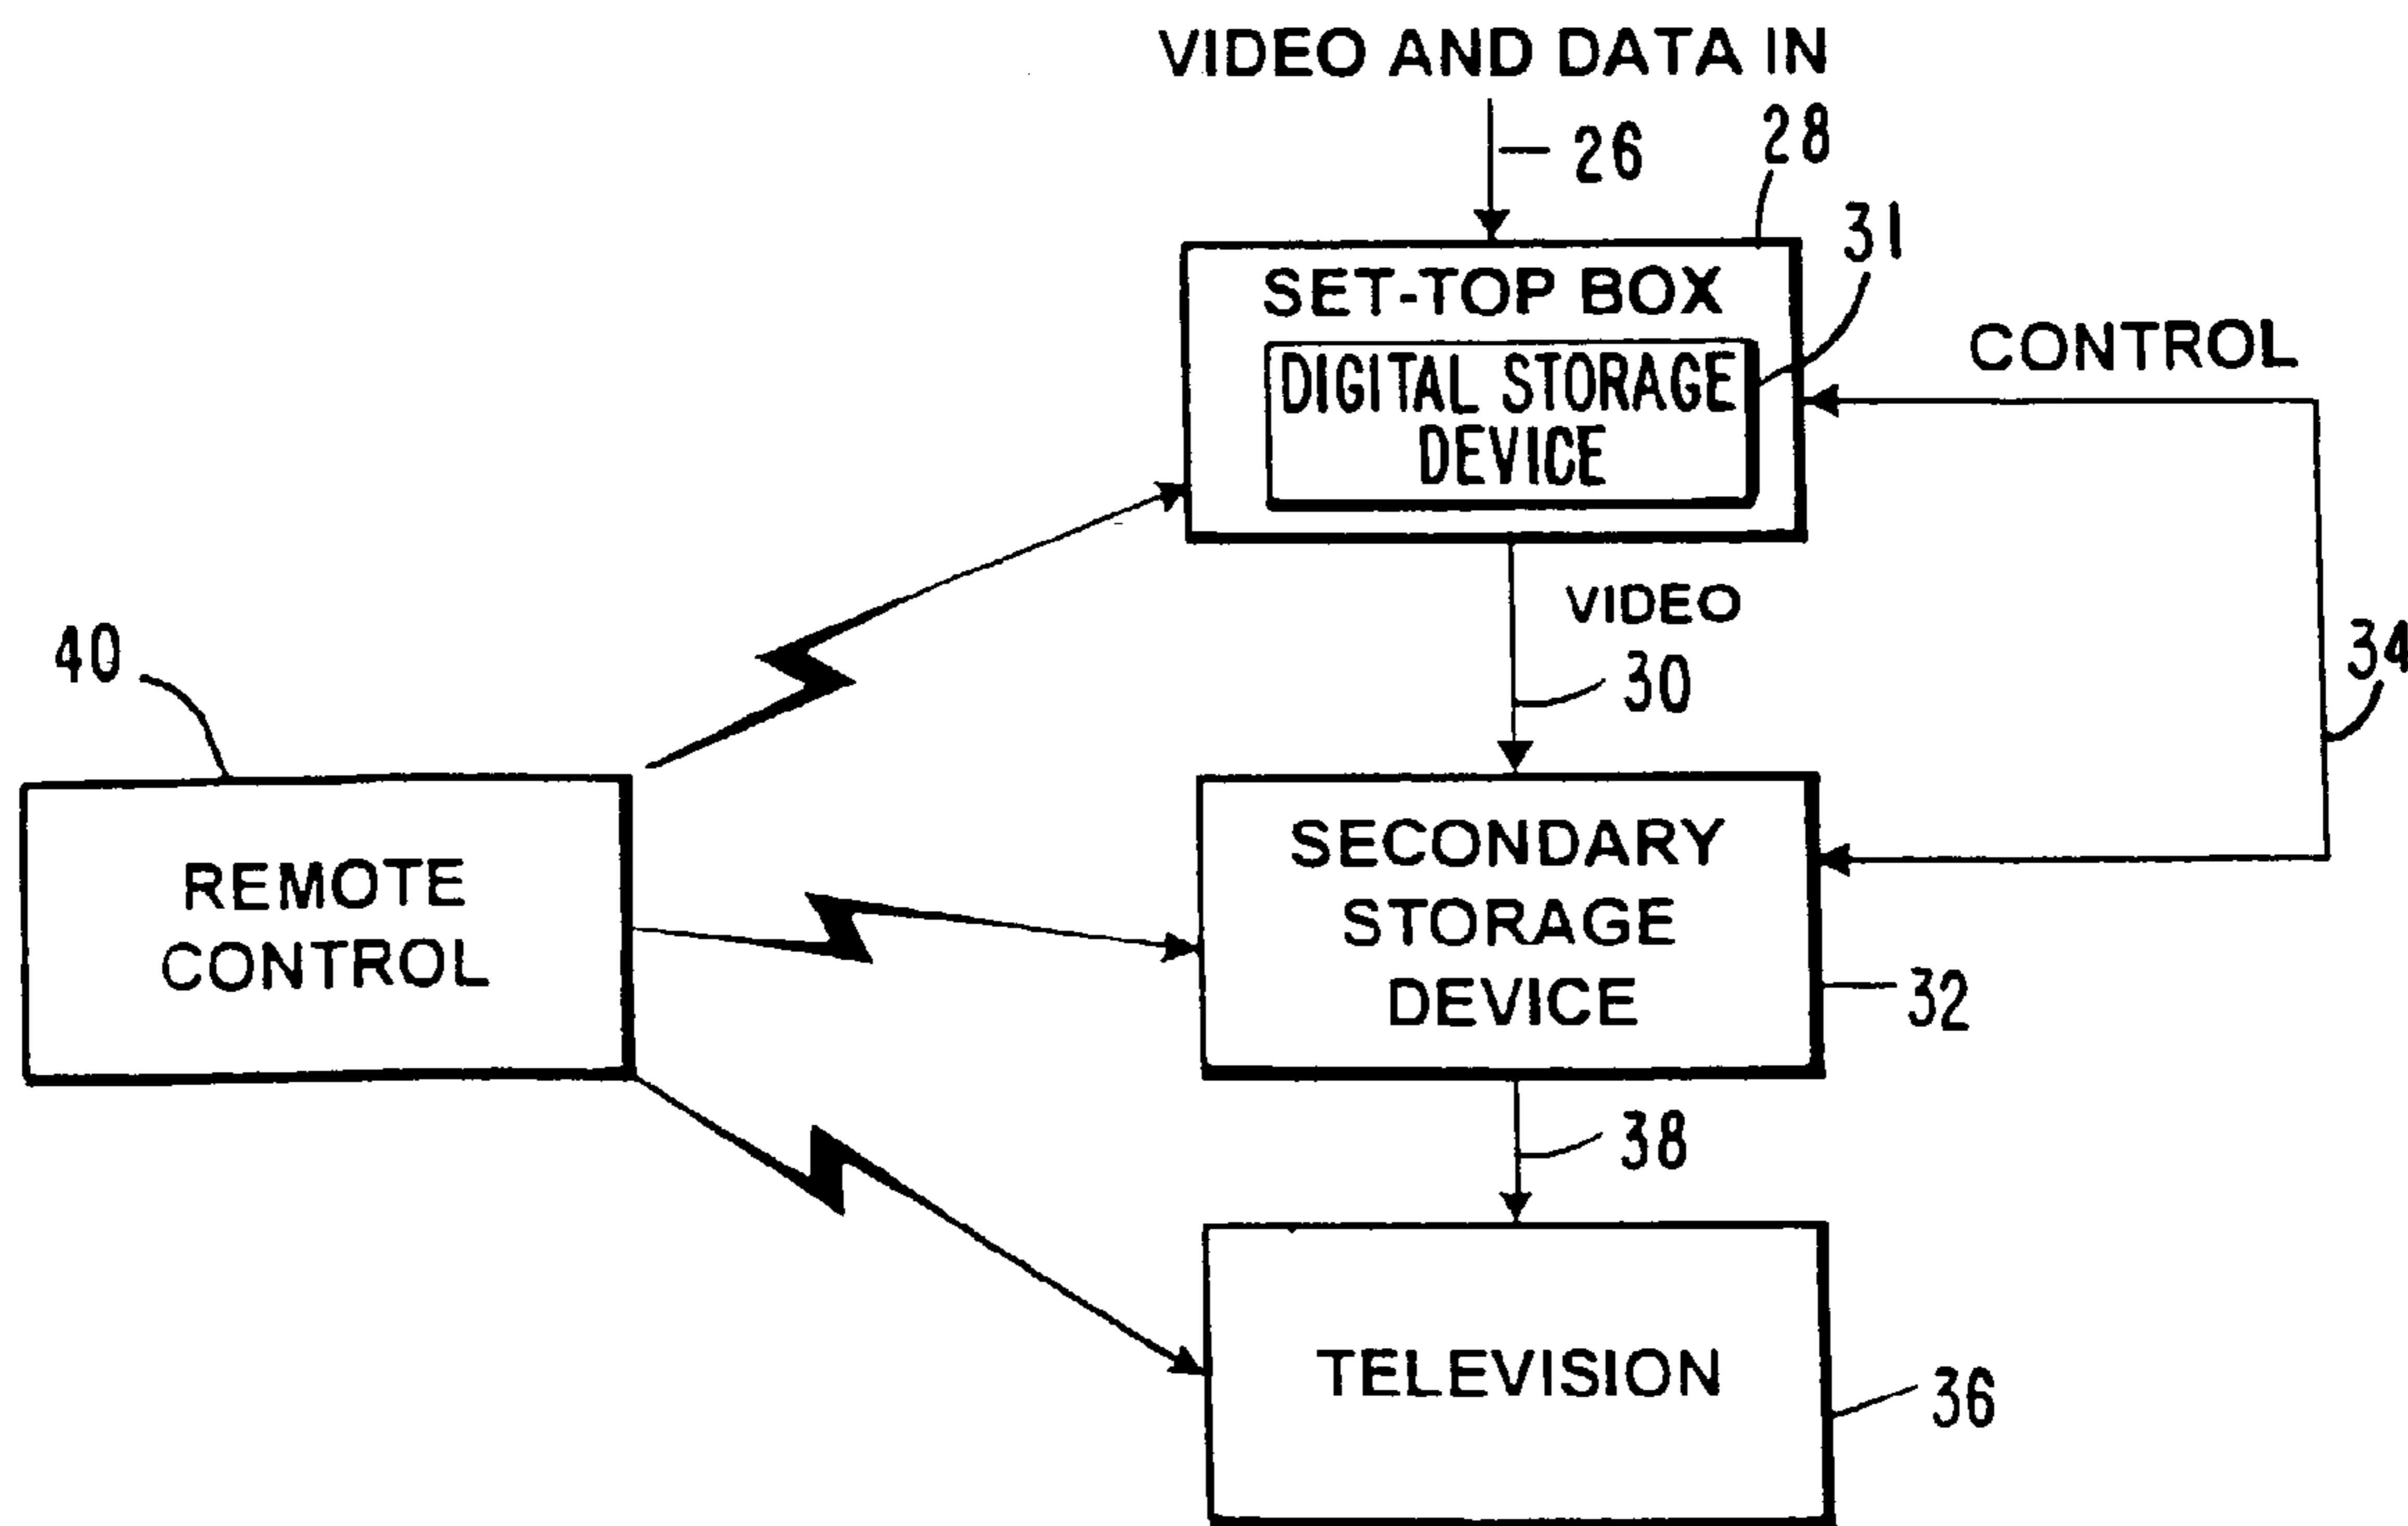 VIDEO AND DATA IN
26
28
31
SET-TOP BOX
DIGITAL STORAGE
DEVICE
CONTROL
VIDEO
30
34
40
REMOTE
CONTROL
SECONDARY
STORAGE
DEVICE
32
38
TELEVISION
36